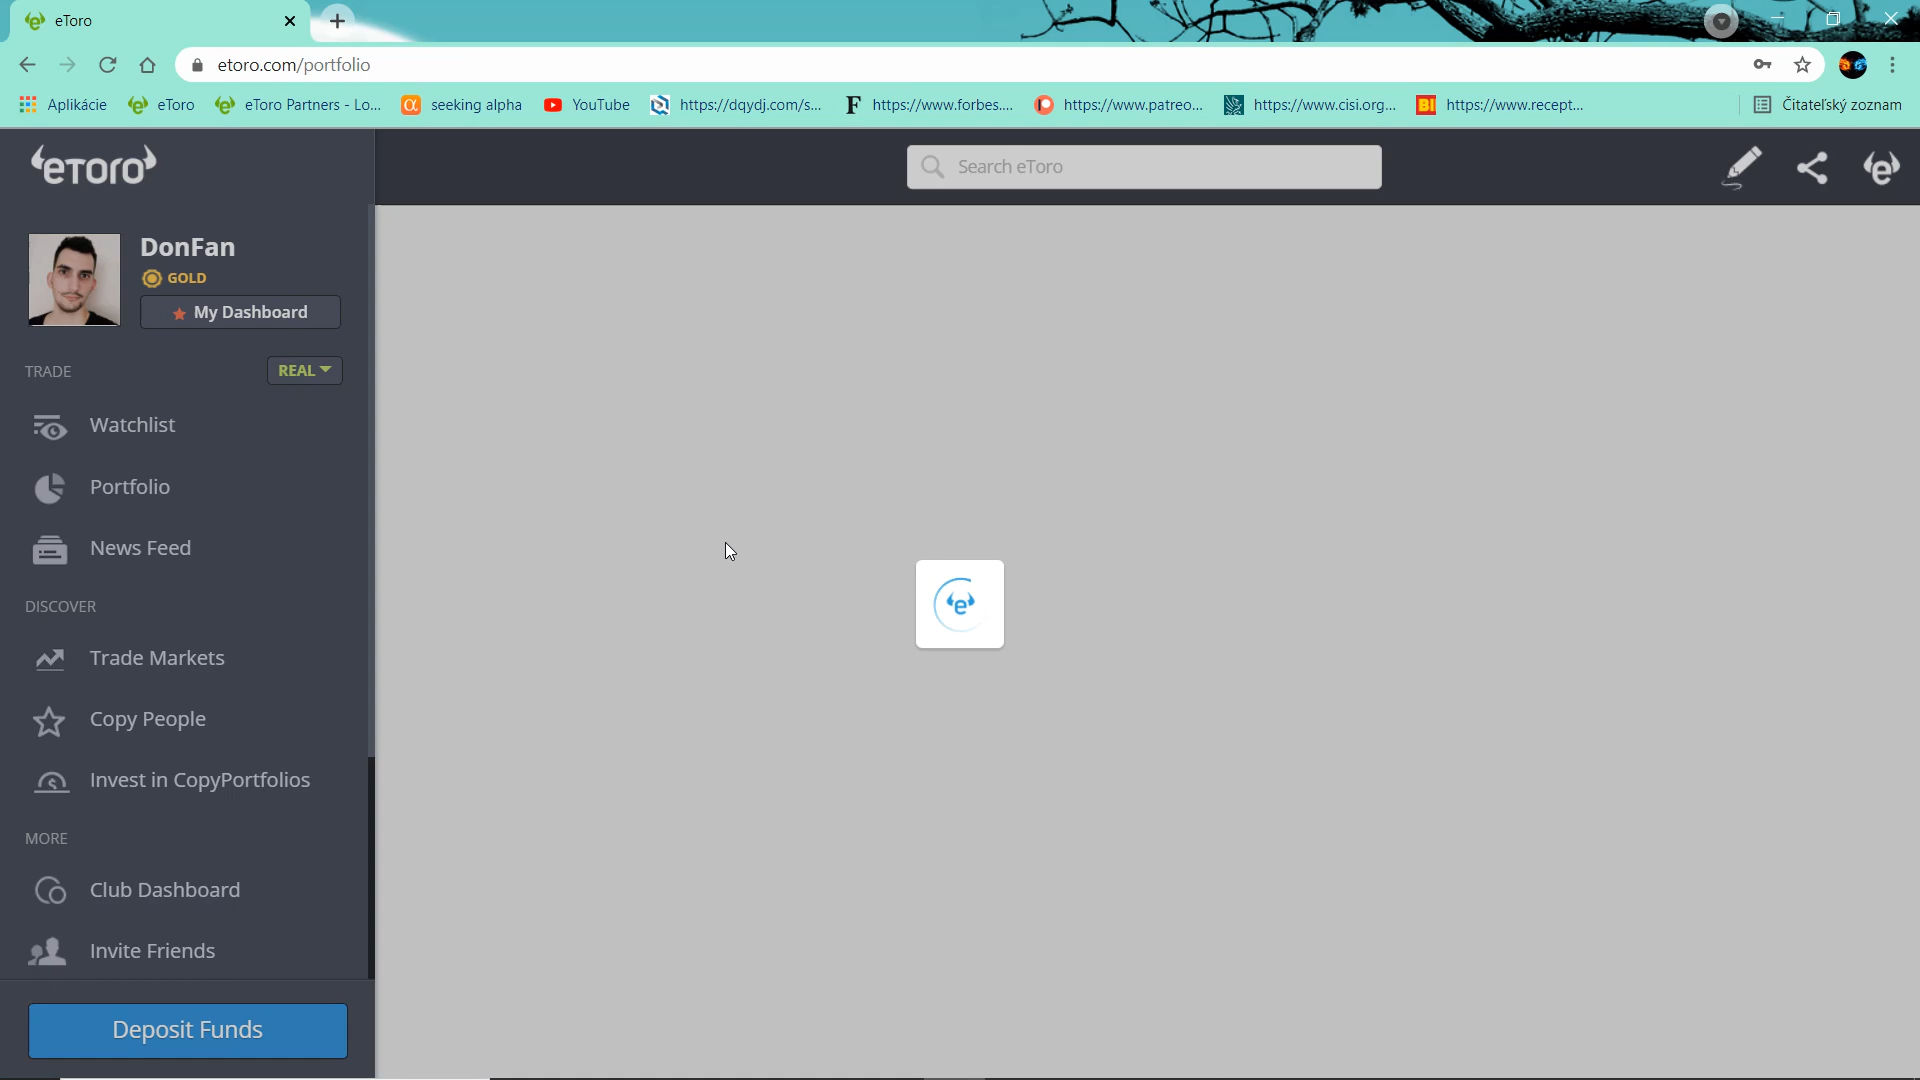 eToro
etoro.com/portfolio
Aplikácie eToro eToro Partners - Lo... seeking alpha YouTube https://dqydj.com/s... F https://www.forbes.... https://www.patreo... https://www.cisi.org... BI https://www.recept... Čitateľský zoznam
eToro
Search eToro
DonFan
GOLD
My Dashboard
TRADE REAL
Watchlist
Portfolio
News Feed
DISCOVER
Trade Markets
Copy People
Invest in CopyPortfolios
MORE
Club Dashboard
Invite Friends
Deposit Funds